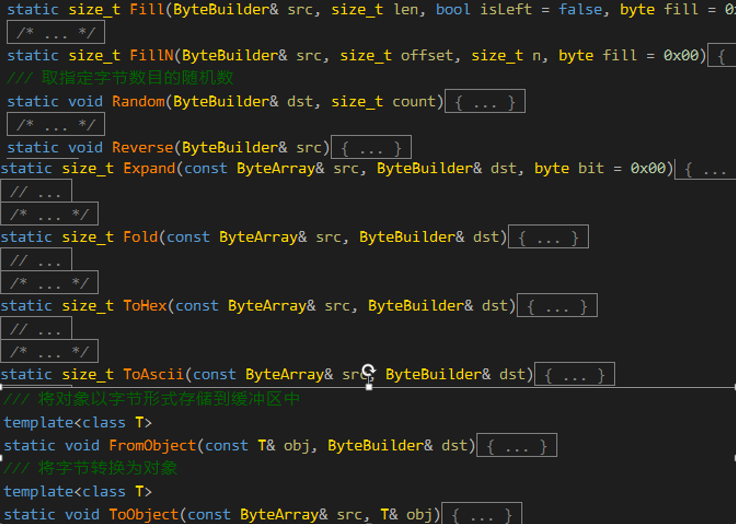 static size_t Fill(ByteBuilder& src, size_t len, bool isLeft = false, byte fill = 0
/* ... */
static size_t FillN(ByteBuilder& src, size_t offset, size_t n, byte fill = 0x00) { 
/// 取指定字节数目的随机数
static void Random(ByteBuilder& dst, size_t count) { ... }
/* ... */
static void Reverse(ByteBuilder& src) { ... }
static size_t Expand(const ByteArray& src, ByteBuilder& dst, byte bit = 0x00) { ...
// ...
/* ... */
static size_t Fold(const ByteArray& src, ByteBuilder& dst) { ... }
// ...
/* ... */
static size_t ToHex(const ByteArray& src, ByteBuilder& dst) { ... }
// ...
/* ... */
static size_t ToAscii(const ByteArray& src, ByteBuilder& dst) { ... }
/// 将对象以字节形式存储到缓冲区中
template<class T>
static void FromObject(const T& obj, ByteBuilder& dst) { ... }
/// 将字节转换为对象
template<class T>
static void ToObject(const ByteArray& src, T& obj) { ... }